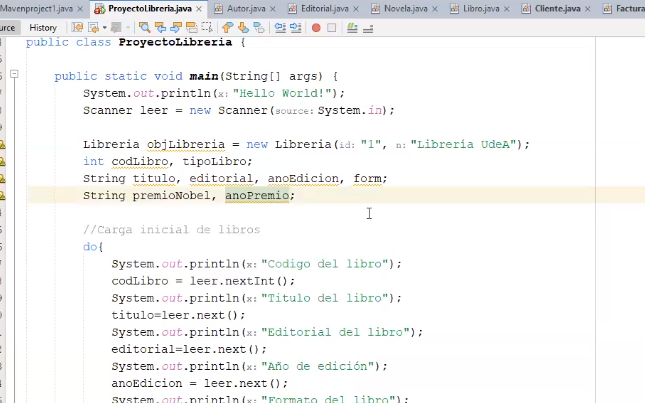 Mavenproject1.java ProyectoLibreria.java Autor.java Editorial.java Novela.java Libro.java Cliente.java Factura
urce History
public class ProyectoLibreria {
public static void main(String[] args) {
System.out.println(x: "Hello World!");
Scanner leer = new Scanner(source: System.in);
Libreria objLibreria = new Libreria(id: "1", n: "Librería UdeA");
int codLibro, tipoLibro;
String titulo, editorial, anoEdicion, form;
String premioNobel, anoPremio;
//Carga inicial de libros
do{
System.out.println(x: "Codigo del libro");
codLibro = leer.nextInt();
System.out.println(x: "Titulo del libro");
titulo=leer.next();
System.out.println(x: "Editorial del libro");
editorial=leer.next();
System.out.println(x: "Año de edición");
anoEdicion = leer.next();
System.out.println(x: "Formato del libro");